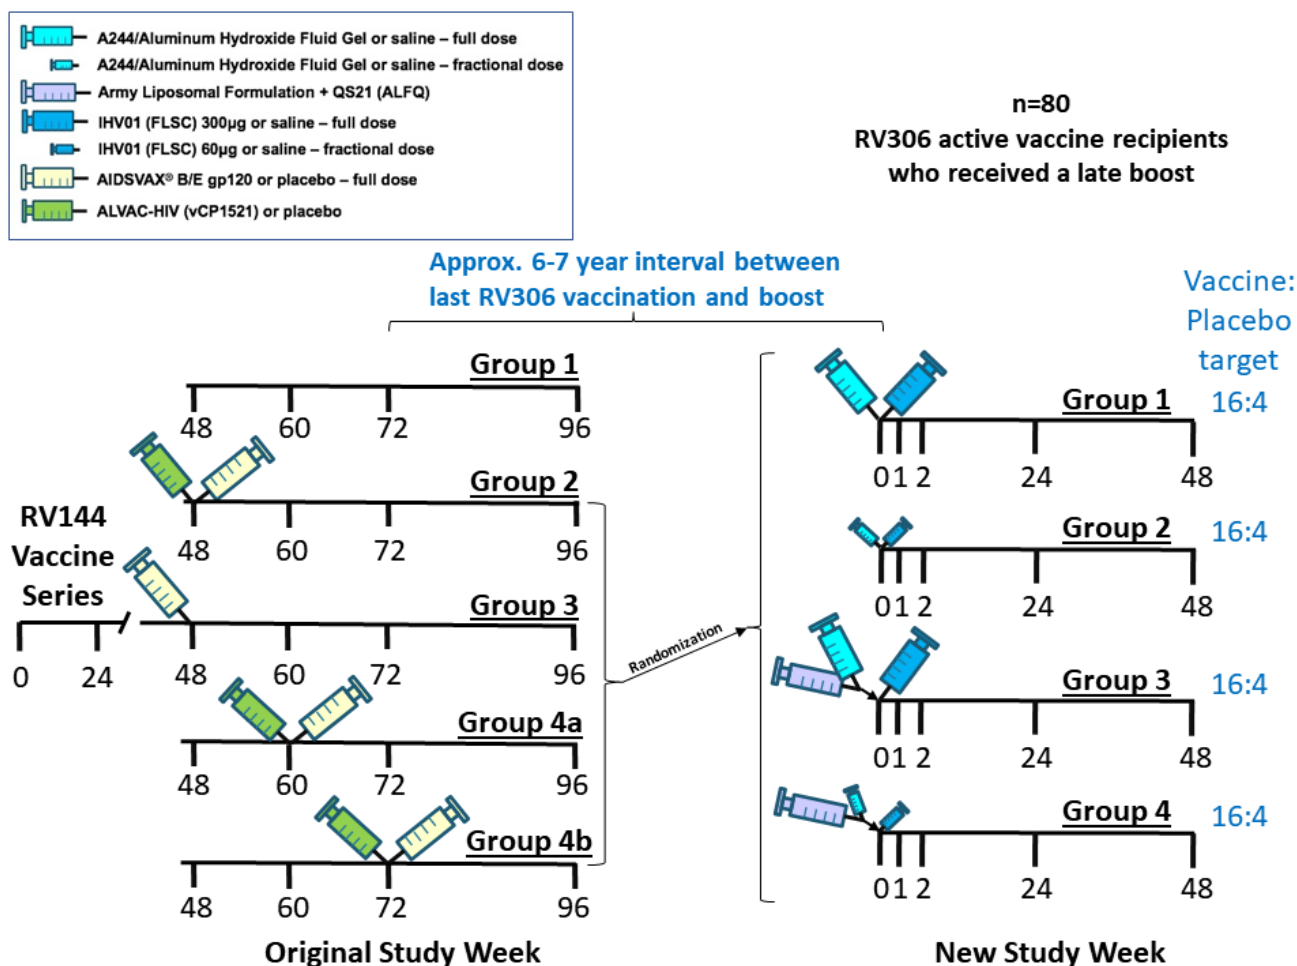 A244/Aluminum Hydroxide Fluid Gel or saline – full dose
A244/Aluminum Hydroxide Fluid Gel or saline – fractional dose
Army Liposomal Formulation + QS21 (ALFQ)
IHV01 (FLSC) 300µg or saline – full dose
IHV01 (FLSC) 60µg or saline – fractional dose
AIDSVAX® B/E gp120 or placebo – full dose
ALVAC-HIV (vCP1521) or placebo
n=80
RV306 active vaccine recipients
who received a late boost
Approx. 6-7 year interval between
last RV306 vaccination and boost
Vaccine:
Placebo
target
RV144
Vaccine
Series
0 24
Group 1
48 60 72 96
Group 2
48 60 72 96
Group 3
48 60 72 96
Group 4a
48 60 72 96
Group 4b
48 60 72 96
Original Study Week
Randomization
Group 1 16:4
0 1 2 24 48
Group 2 16:4
0 1 2 24 48
Group 3 16:4
0 1 2 24 48
Group 4 16:4
0 1 2 24 48
New Study Week